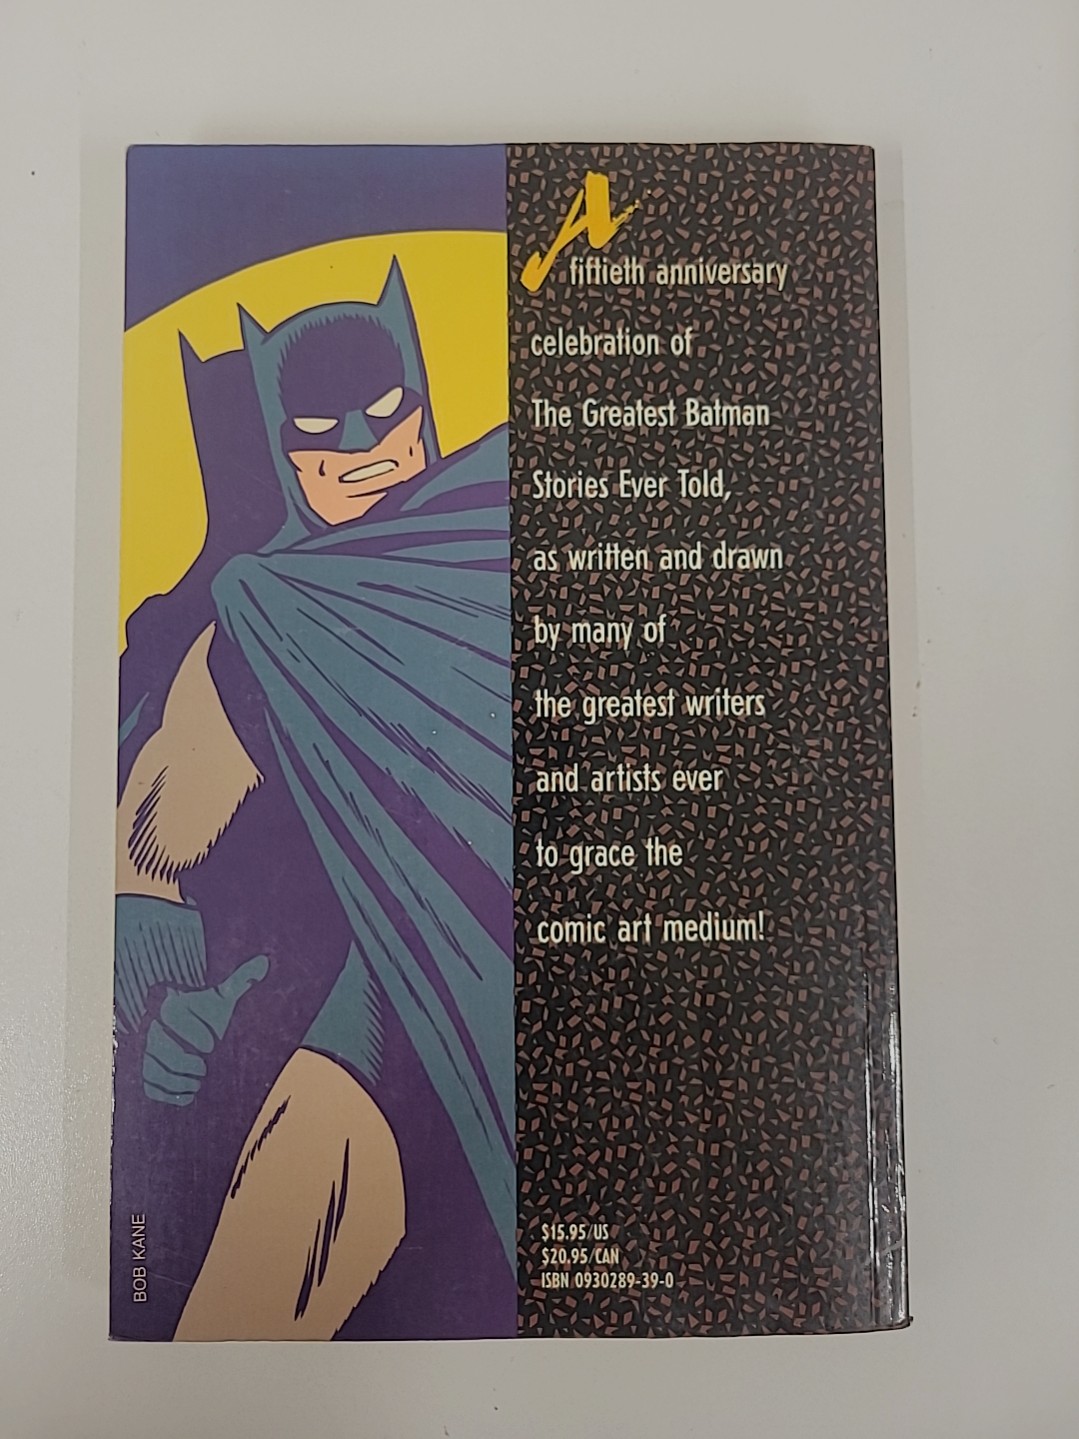 A
fiftieth anniversary
celebration of
The Greatest Batman
Stories Ever Told,
as written and drawn
by many of
the greatest writers
and artists ever
to grace the
comic art medium!
$15.95/US
$20.95/CAN
ISBN 0930289-39-0
BOB KANE